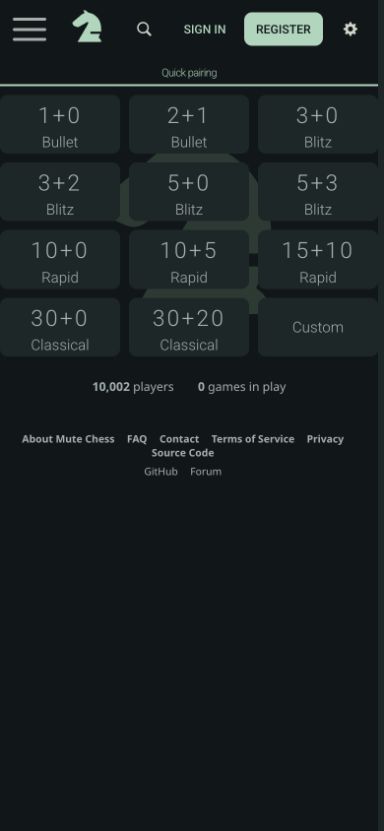 SIGN IN REGISTER
Quick pairing
1+0 2+1 3+0
Bullet Bullet Blitz
3+2 5+0 5+3
Blitz Blitz Blitz
10+0 10+5 15+10
Rapid Rapid Rapid
30+0 30+20
Classical Classical Custom
10,002 players 0 games in play
About Mute Chess FAQ Contact Terms of Service Privacy
Source Code
GitHub Forum